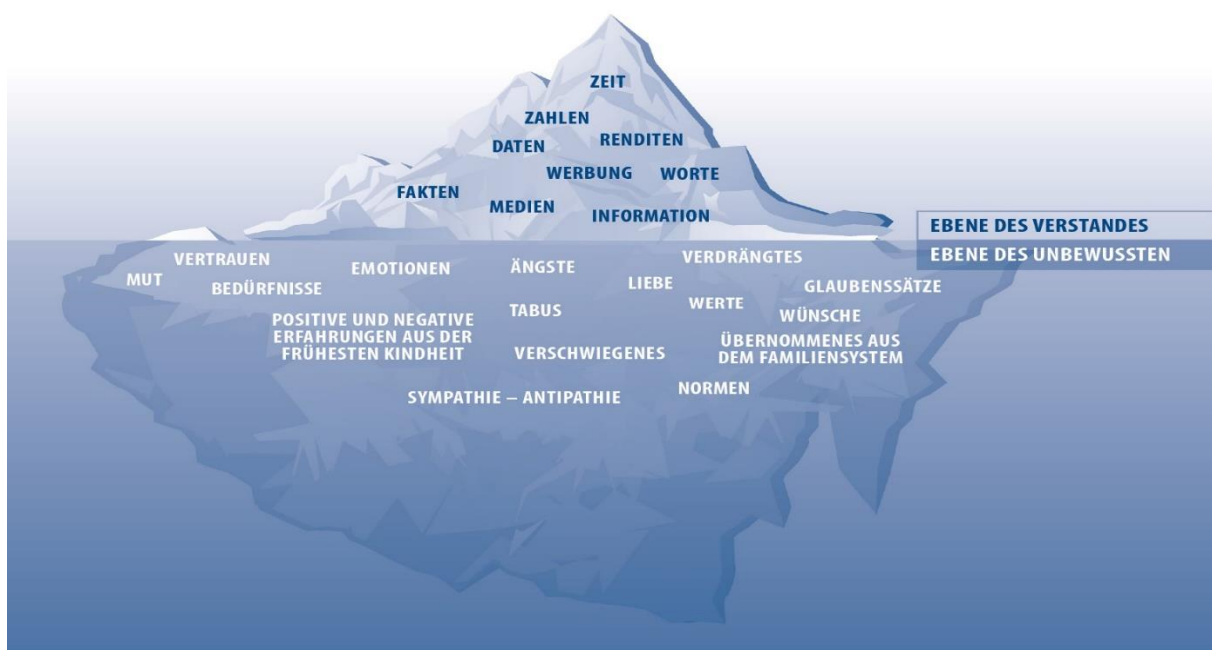 ZEIT
ZAHLEN
DATEN
RENDITEN
WERBUNG
WORTE
FAKTEN
MEDIEN
INFORMATION
EBENE DES VERSTANDES
EBENE DES UNBEWUSSTEN
VERTRAUEN
EMOTIONEN
ÄNGSTE
VERDRÄNGTES
MUT
BEDÜRFNISSE
LIEBE
GLAUBENSSÄTZE
TABUS
WERTE
WÜNSCHE
POSITIVE UND NEGATIVE
ERFAHRUNGEN AUS DER
FRÜHESTEN KINDHEIT
VERSCHWIEGENES
ÜBERNOMMENES AUS
DEM FAMILIENSYSTEM
SYMPATHIE – ANTIPATHIE
NORMEN